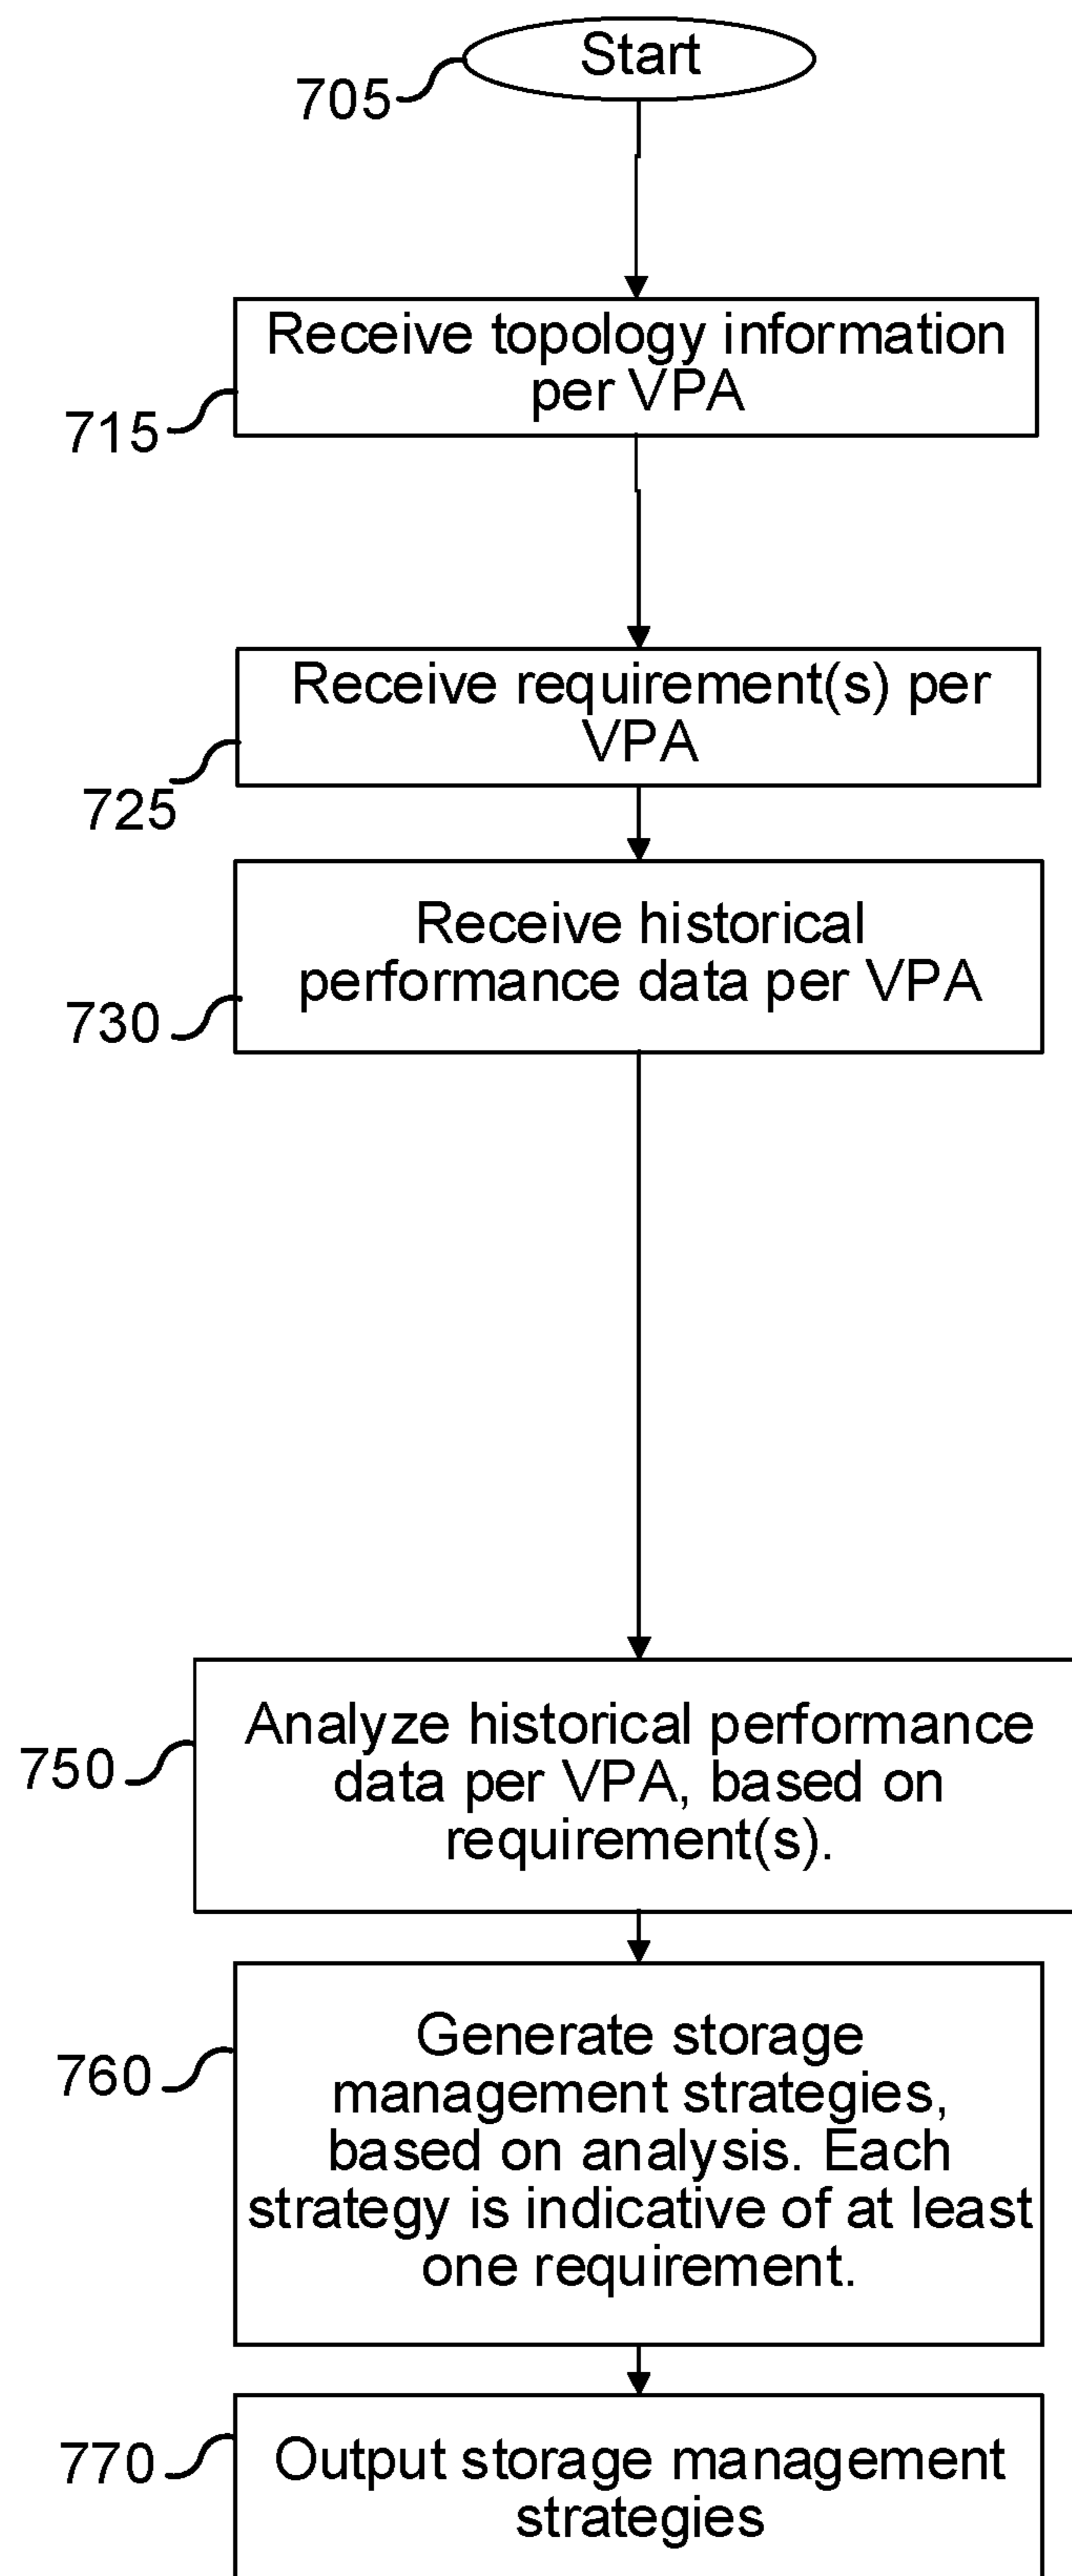 Start
705
Receive topology information
per VPA
715
Receive requirement(s) per
VPA
725
Receive historical
performance data per VPA
730
Analyze historical performance
data per VPA, based on
requirement(s).
750
Generate storage
management strategies,
based on analysis. Each
strategy is indicative of at least
one requirement.
760
Output storage management
strategies
770